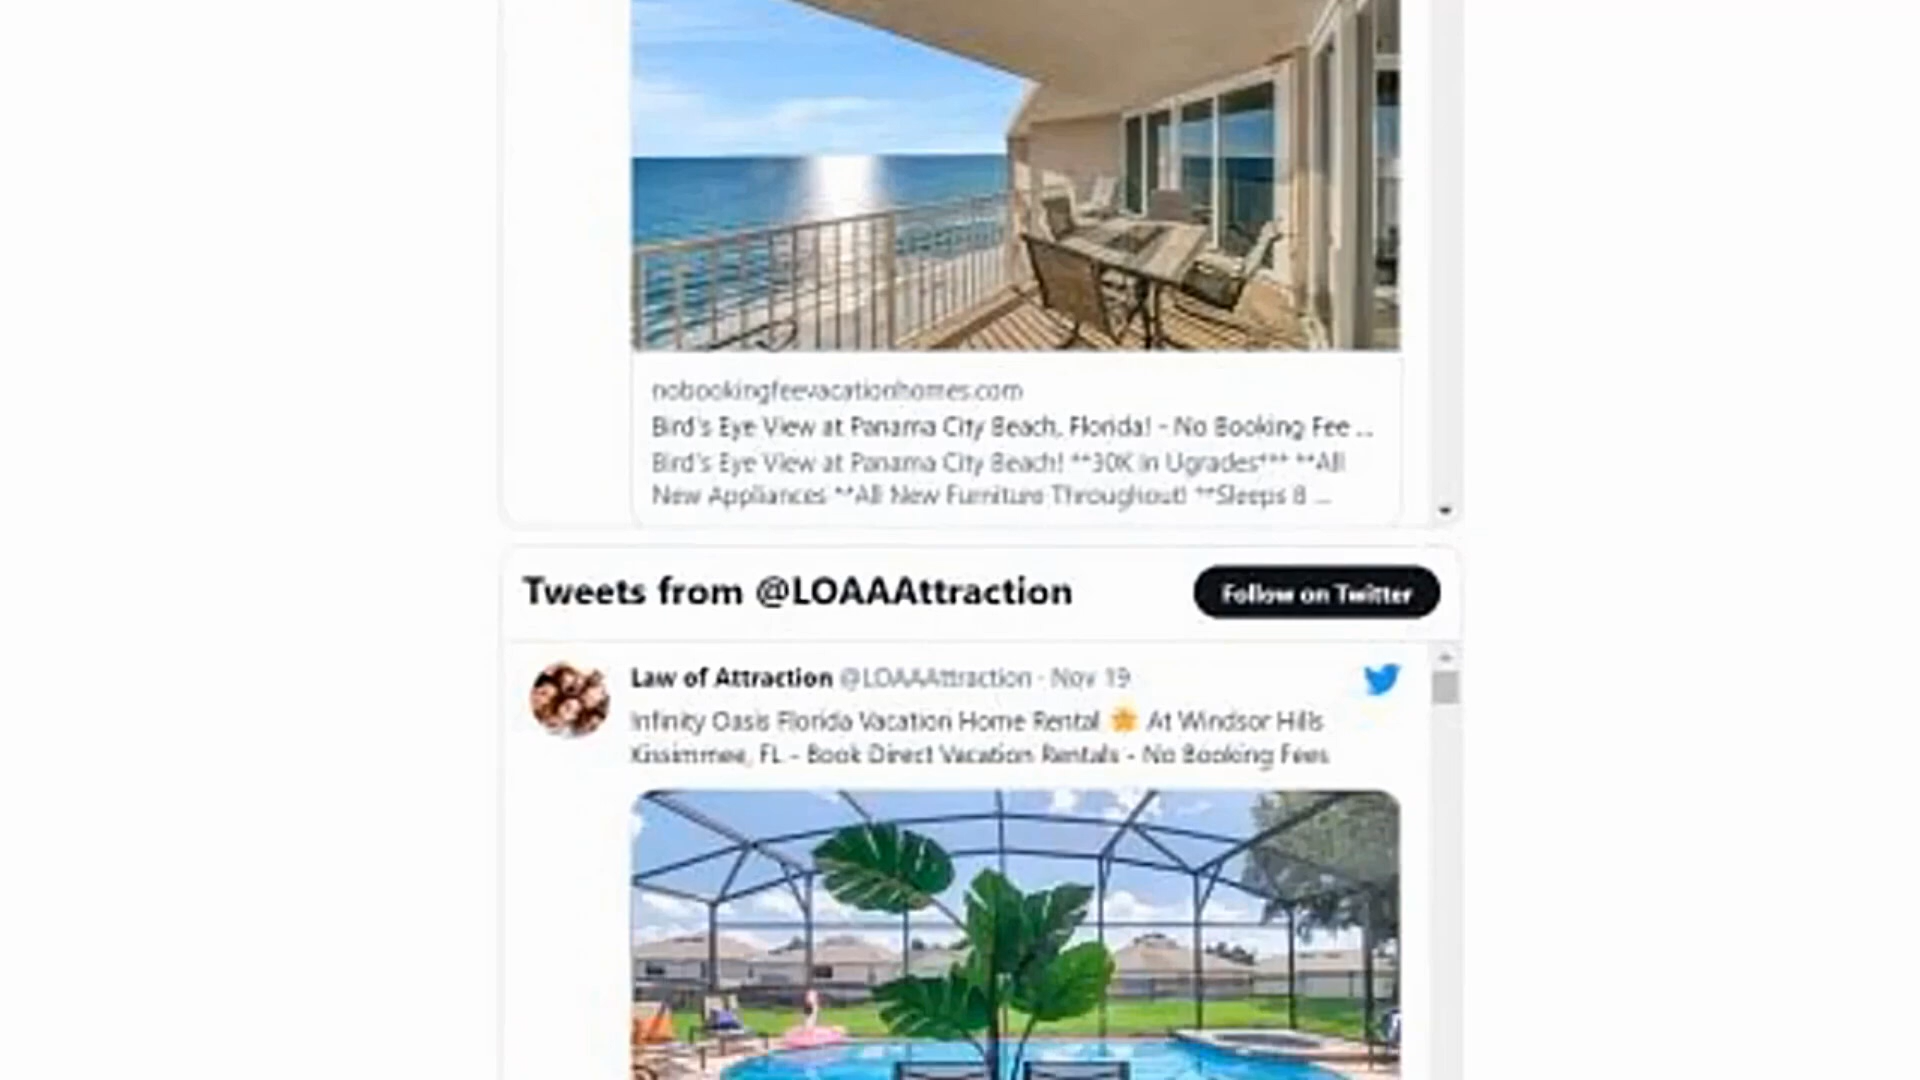 nobookingfeevacationhomes.com
Bird's Eye View at Panama City Beach, Florida! - No Booking Fee ...
Bird's Eye View at Panama City Beach! **30K in Ugrades*** **All
New Appliances **All New Furniture Throughout! **Sleeps 8 ...
Tweets from @LOAAAttraction
Follow on Twitter
Law of Attraction @LOAAAttraction · Nov 19
Infinity Oasis Florida Vacation Home Rental 🌟 At Windsor Hills
Kissimmee, FL - Book Direct Vacation Rentals - No Booking Fees